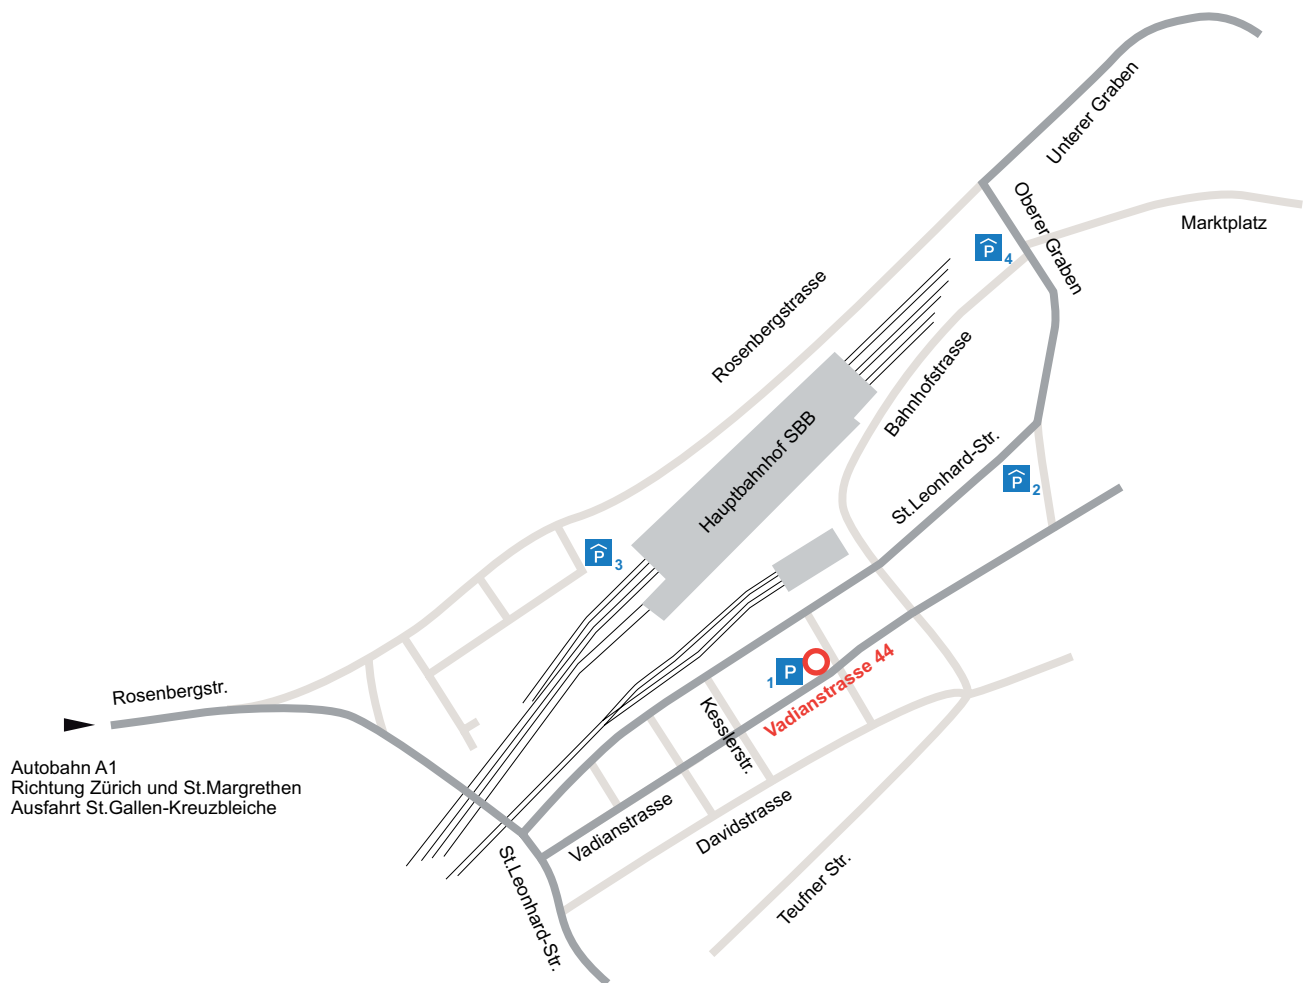 Unterer Graben
Oberer Graben
Marktplatz
P
4
Rosenbergstrasse
Bahnhofstrasse
Hauptbahnhof SBB
St.Leonhard-Str.
P
2
P
3
P
1
Vadianstrasse 44
Rosenbergstr.
Kesslerstr.
Autobahn A1
Richtung Zürich und St.Margrethen
Ausfahrt St.Gallen-Kreuzbleiche
Vadianstrasse
Davidstrasse
St.Leonhard-Str.
Teufner Str.